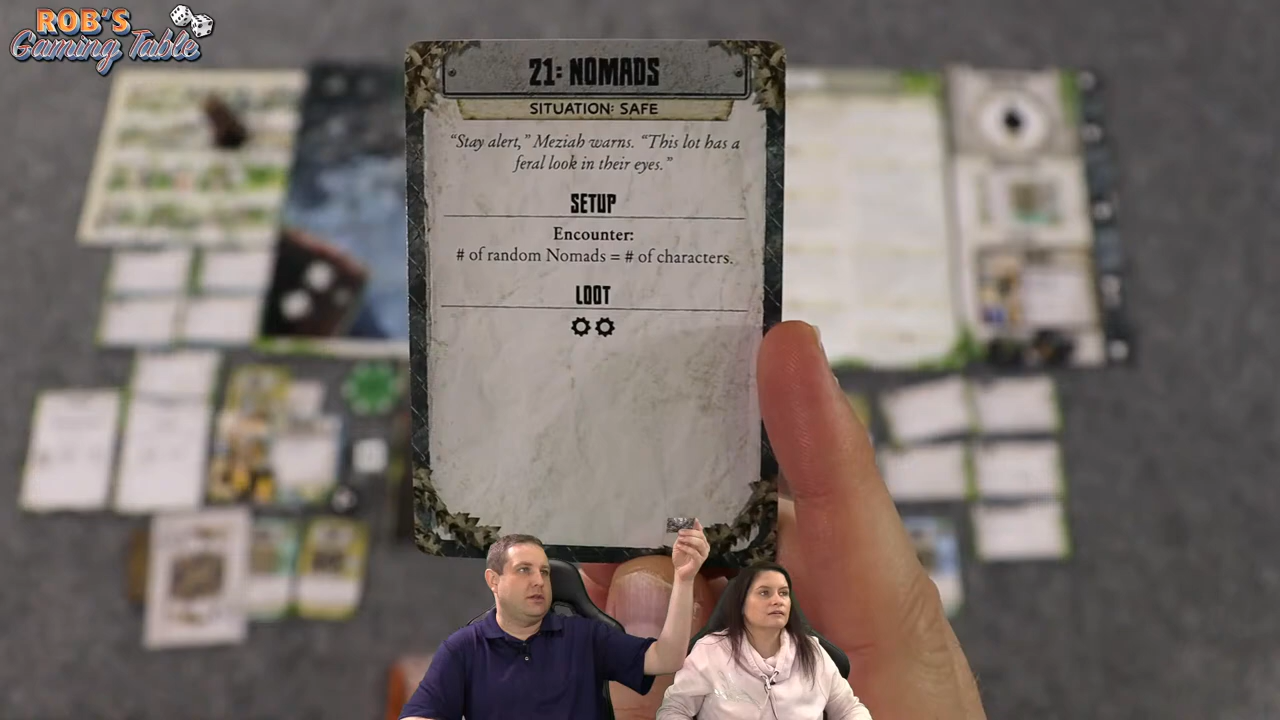 ROB'S
Gaming Table
21: NOMADS
SITUATION: SAFE
"Stay alert," Meziah warns. "This lot has a
feral look in their eyes."
SETUP
Encounter:
# of random Nomads = # of characters.
LOOT